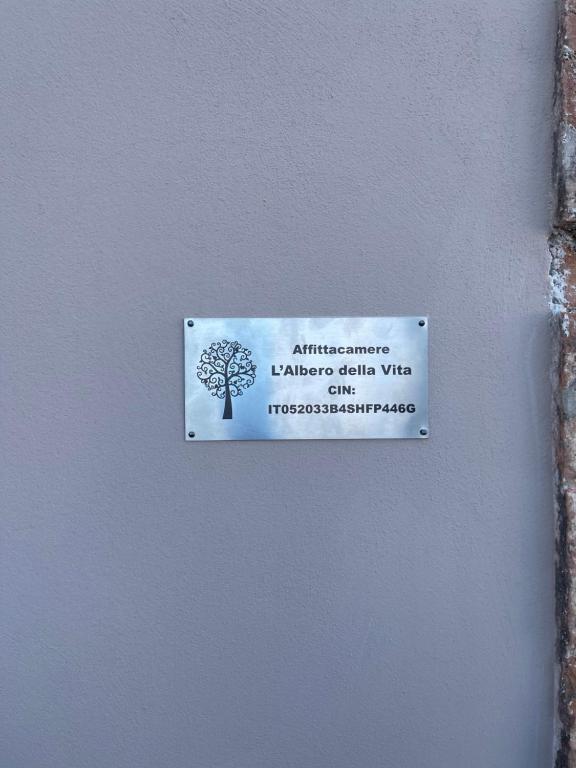 Affittacamere
L'Albero della Vita
CIN:
IT052033B4SHFP446G